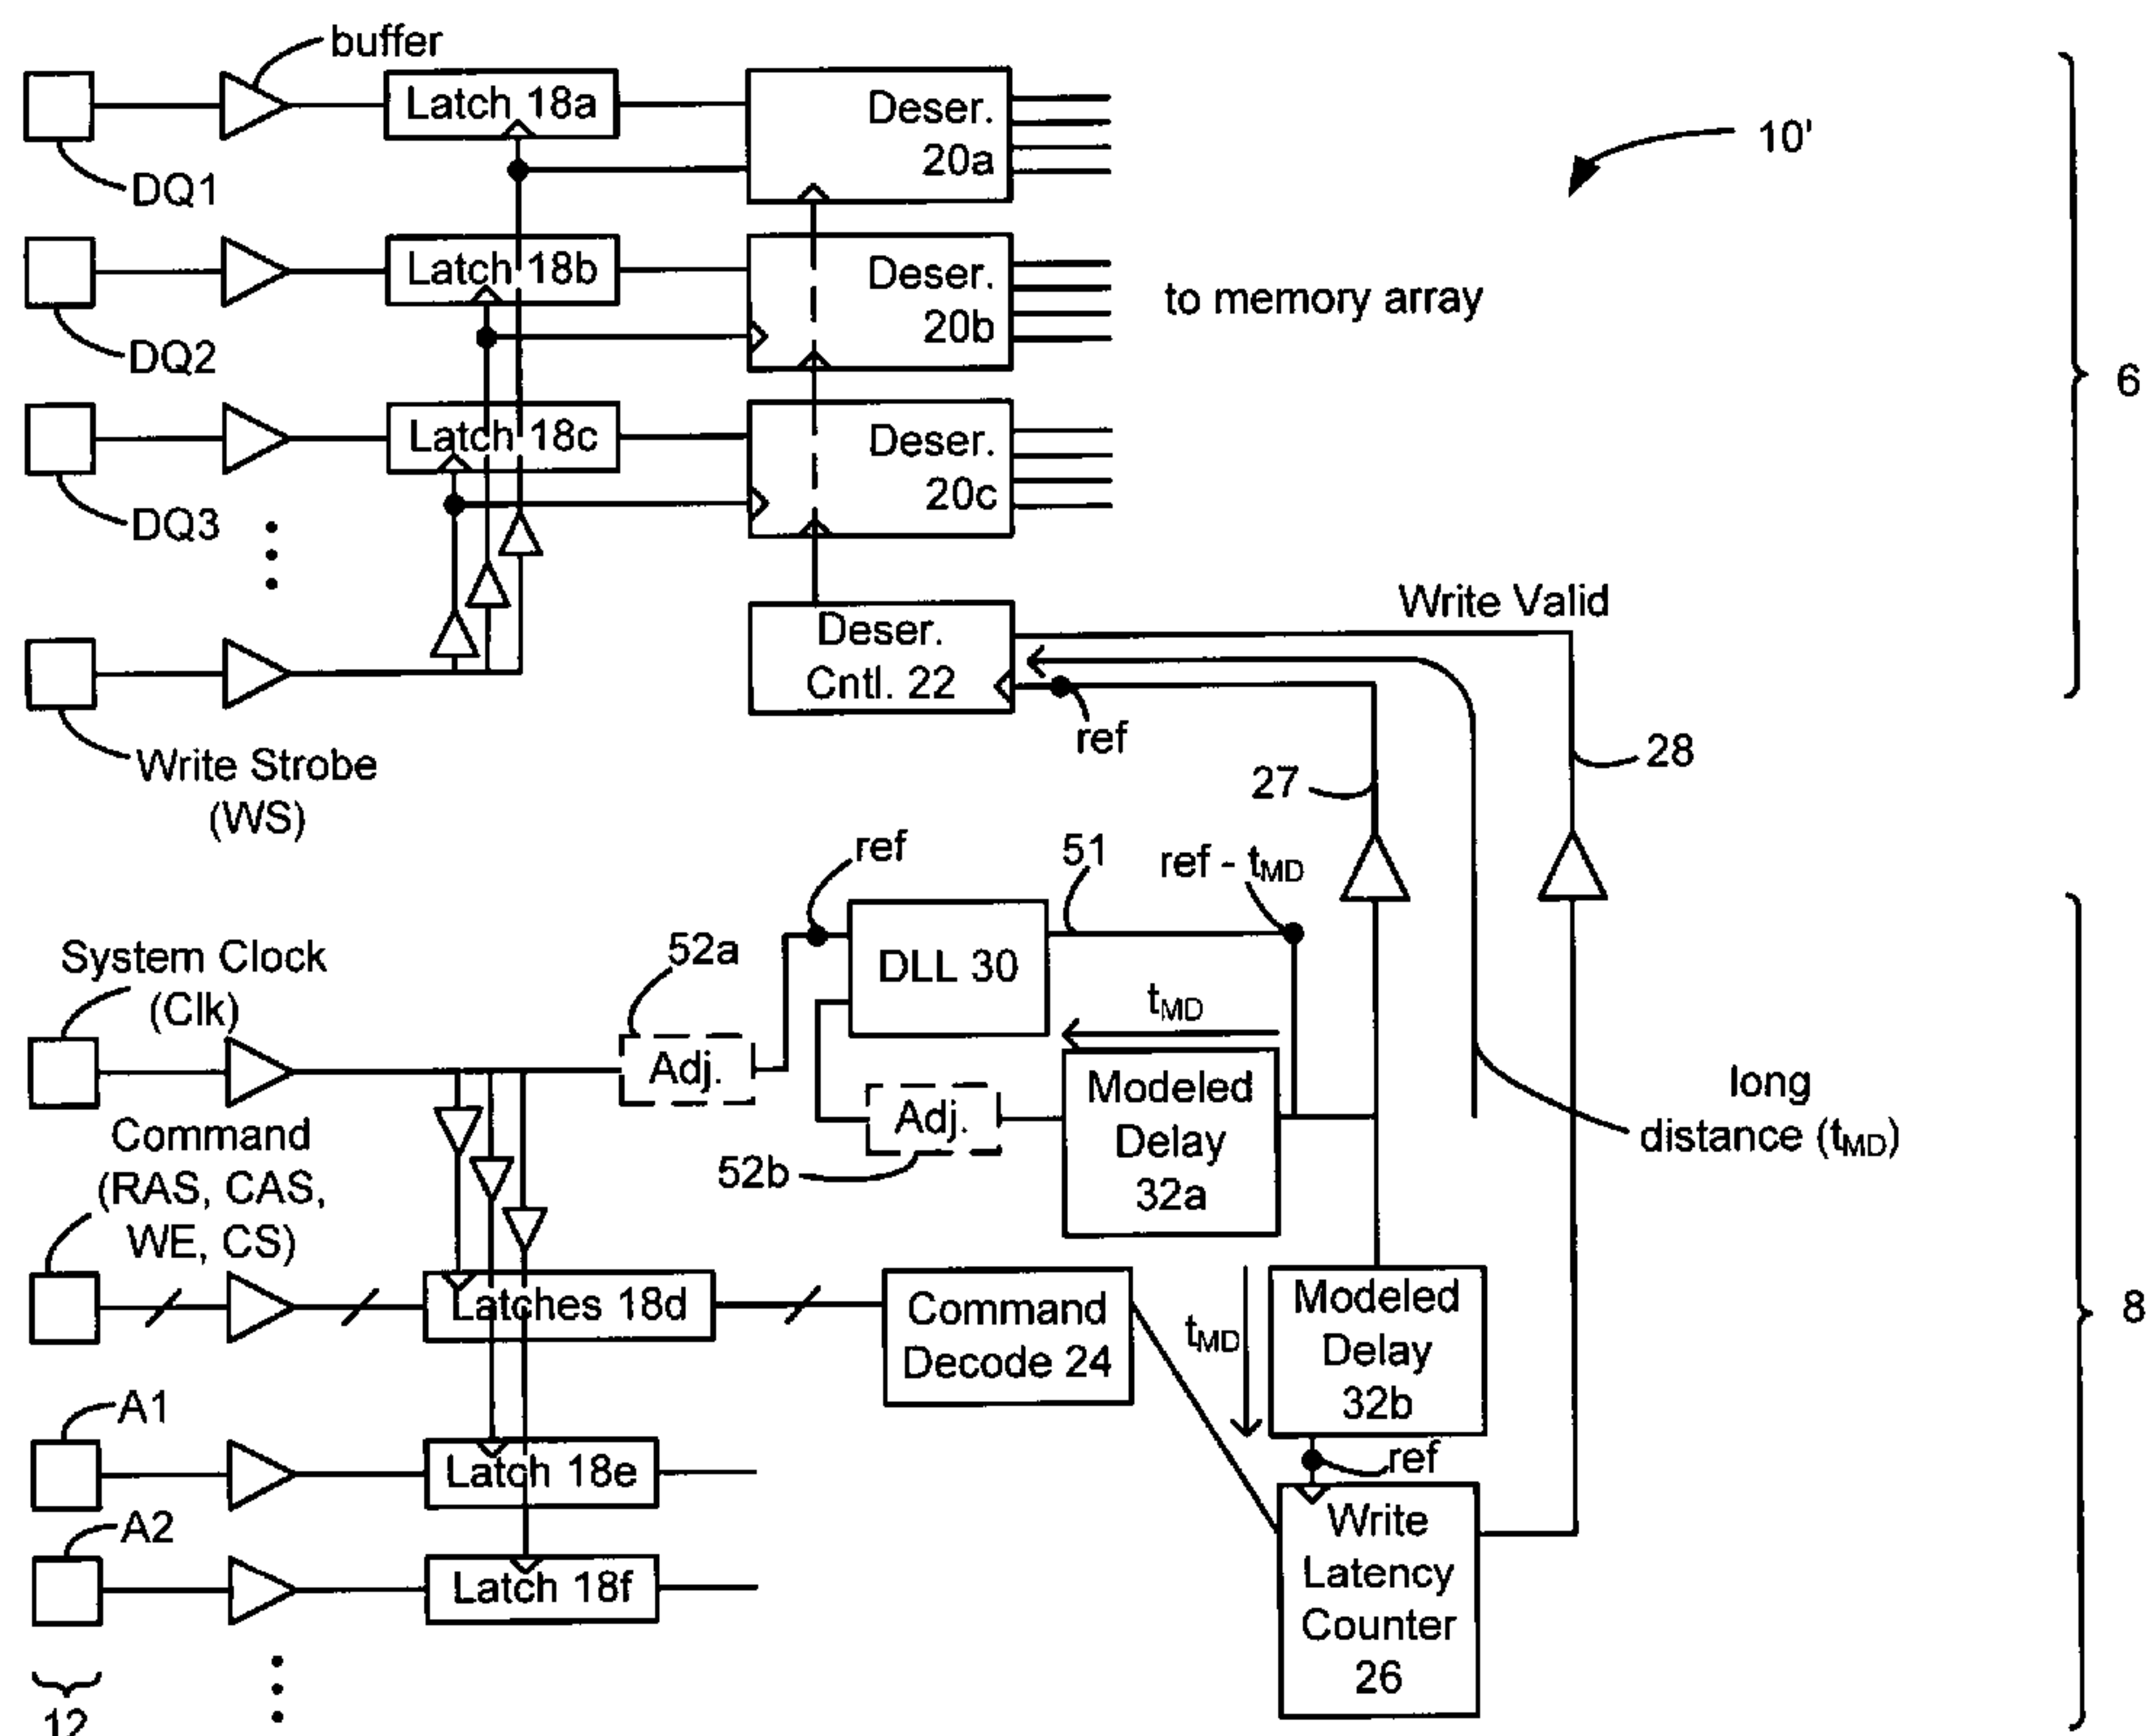 buffer
Latch 18a
Deser.
20a
10'
DQ1
Latch 18b
Deser.
20b
to memory array
DQ2
6
Latch 18c
Deser.
20c
DQ3
Write Valid
Deser.
Cntl. 22
ref
Write Strobe
(WS)
27
28
ref
51
ref - tMD
System Clock
(Clk)
52a
DLL 30
tMD
Adj.
Modeled
Delay
32a
Adj.
52b
long
distance (tMD)
Command
(RAS, CAS,
WE, CS)
Latches 18d
Command
Decode 24
tMD
Modeled
Delay
32b
8
A1
Latch 18e
ref
A2
Latch 18f
Write
Latency
Counter
26
12